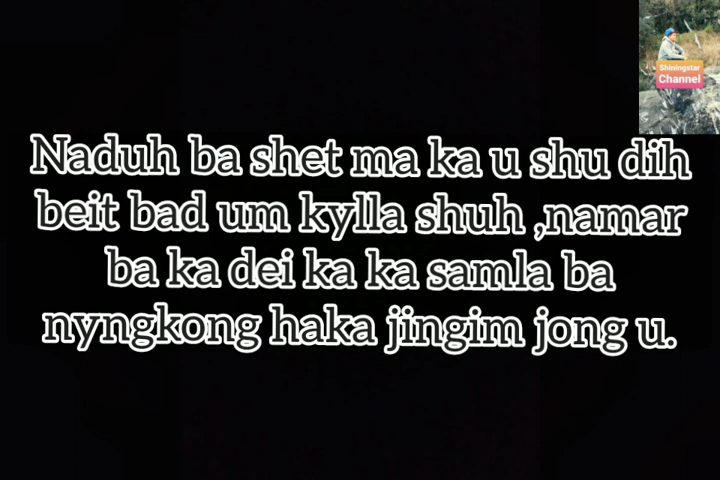 Shiningstar
Channel
Naduh ba shet ma ka u shu dih
beit bad um kylla shuh ,namar
ba ka dei ka ka samla ba
nyngkong haka jingim jong u.